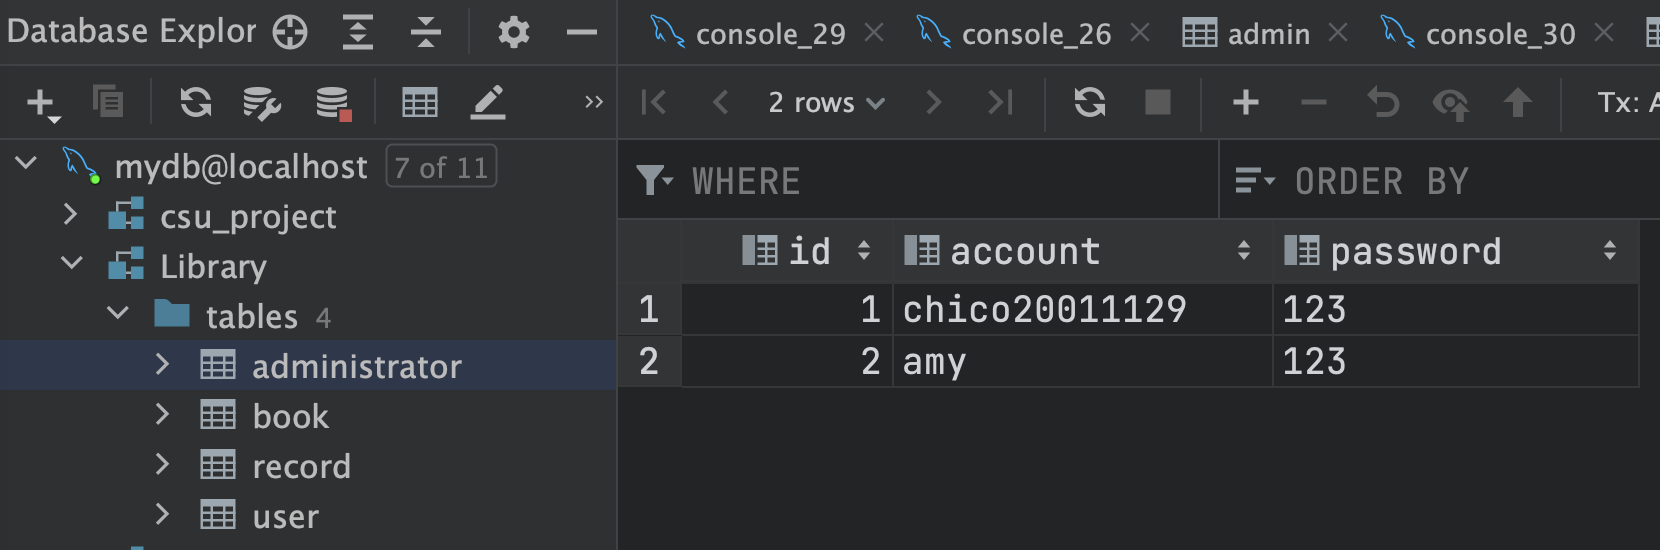 Database Explor
console_29
console_26
admin
console_30
2 rows
Tx: A
mydb@localhost 7 of 11
csu_project
Library
tables 4
administrator
book
record
user
WHERE
ORDER BY
id account password
1 1 chico20011129 123
2 2 amy 123